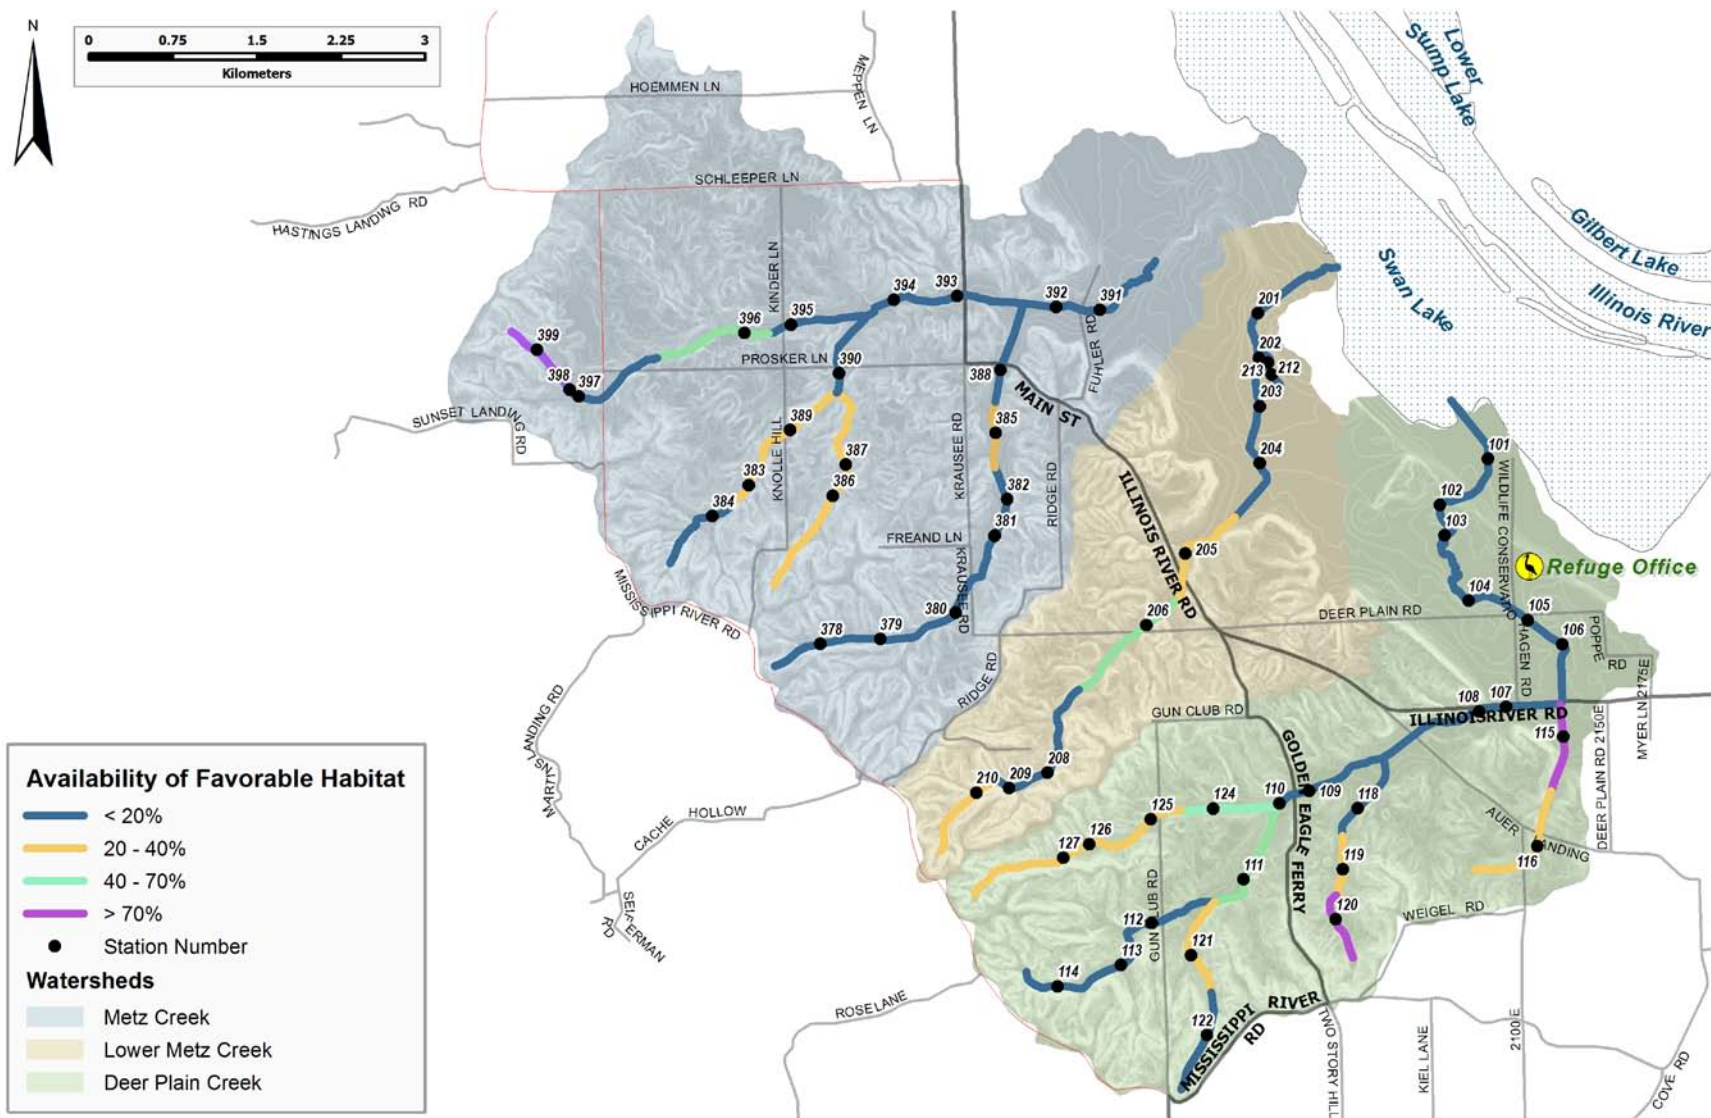 N
0 0.75 1.5 2.25 3
Kilometers
HOEMMEN LN
MEPPEN LN
Lower
Stump Lake
SCHLEEPER LN
HASTINGS LANDING RD
Gilbert Lake
Illinois River
Swan Lake
KINDER LN
394
393
392
391
201
395
396
399
398
397
PROSKER LN
390
388
FUHLER RD
MAIN ST
202
213
212
203
204
SUNSET LANDING RD
389
KNOLLE HILL
387
386
383
384
KRAUSEE RD
385
382
381
RIDGE RD
FREAND LN
KRAUSEE RD
380
379
378
ILLINOIS RIVER RD
205
206
101
102
103
104
WILDLIFE CONSERVATIO
Refuge Office
105
106
DEER PLAIN RD
HAGEN RD
POPPE
RD
MYER LN 2175E
MISSISSIPPI RIVER RD
RIDGE RD
GUN CLUB RD
108
107
ILLINOISRIVER RD
115
DEER PLAIN RD 2150E
MARTINS LANDING RD
CACHE HOLLOW
SEIFERMAN
RD
208
209
210
GOLDEN EAGLE FERRY
110
109
118
124
125
126
127
119
120
AUER
ANDING
116
111
112
113
114
GUN CLUB RD
121
122
WEIGEL RD
ROSELANE
MISSISSIPPI RIVER
RD
TWO STORY HILL
KIEL LANE
2100 E
COVE RD
Availability of Favorable Habitat
< 20%
20 - 40%
40 - 70%
> 70%
Station Number
Watersheds
Metz Creek
Lower Metz Creek
Deer Plain Creek